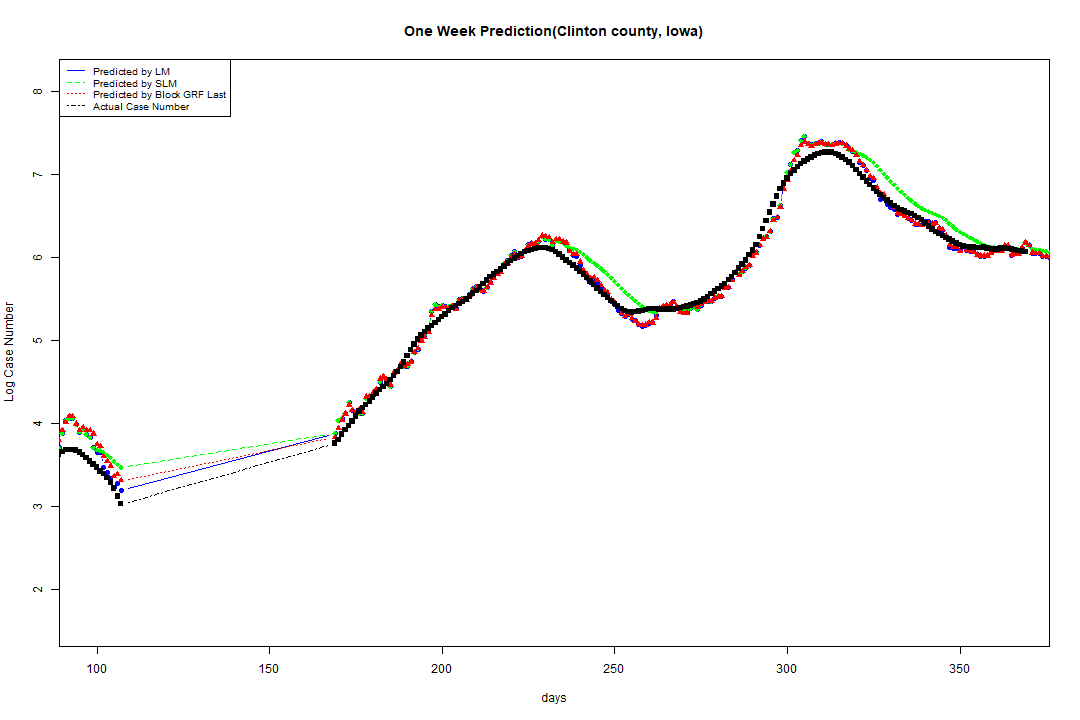 One Week Prediction(Clinton county, Iowa)
Predicted by LM
Predicted by SLM
Predicted by Block GRF Last
Actual Case Number
8
7
6
5
4
3
2
Log Case Number
100 150 200 250 300 350
days